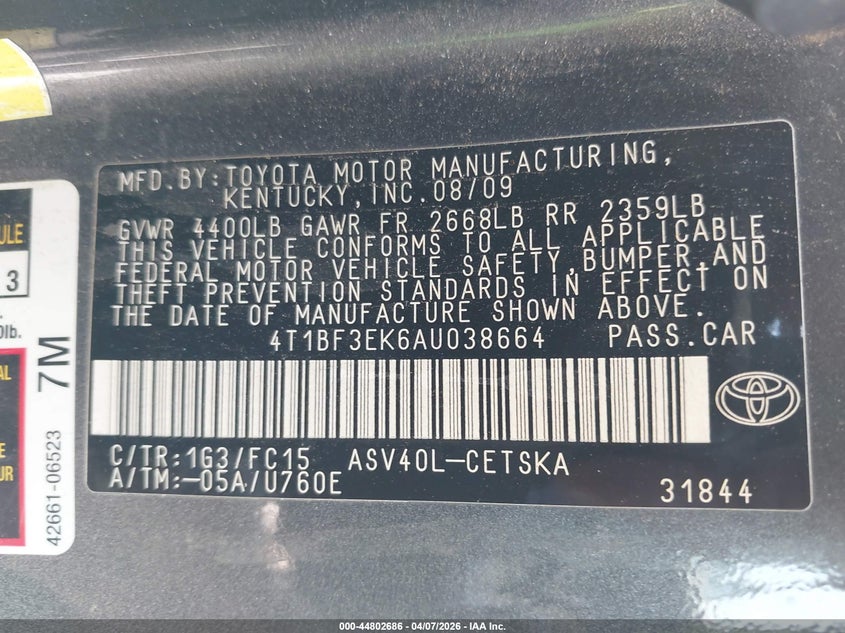 MFD.BY:TOYOTA MOTOR MANUFACTURING,
KENTUCKY,INC.08/09
GVWR 4400LB GAWR FR 2668LB RR 2359LB
THIS VEHICLE CONFORMS TO ALL APPLICABLE
FEDERAL MOTOR VEHICLE SAFETY,BUMPER,AND
THEFT PREVENTION STANDARDS IN EFFECT ON
THE DATE OF MANUFACTURE SHOWN ABOVE.
4T1BF3EK6AU038664 PASS.CAR
C/TR:1G3/FC15 ASV40L-CETSKA
A/TM:-05A/U760E
31844
3
lb.
7M
42661-06523
000-44802686 - 04/07/2026 - IAA Inc.